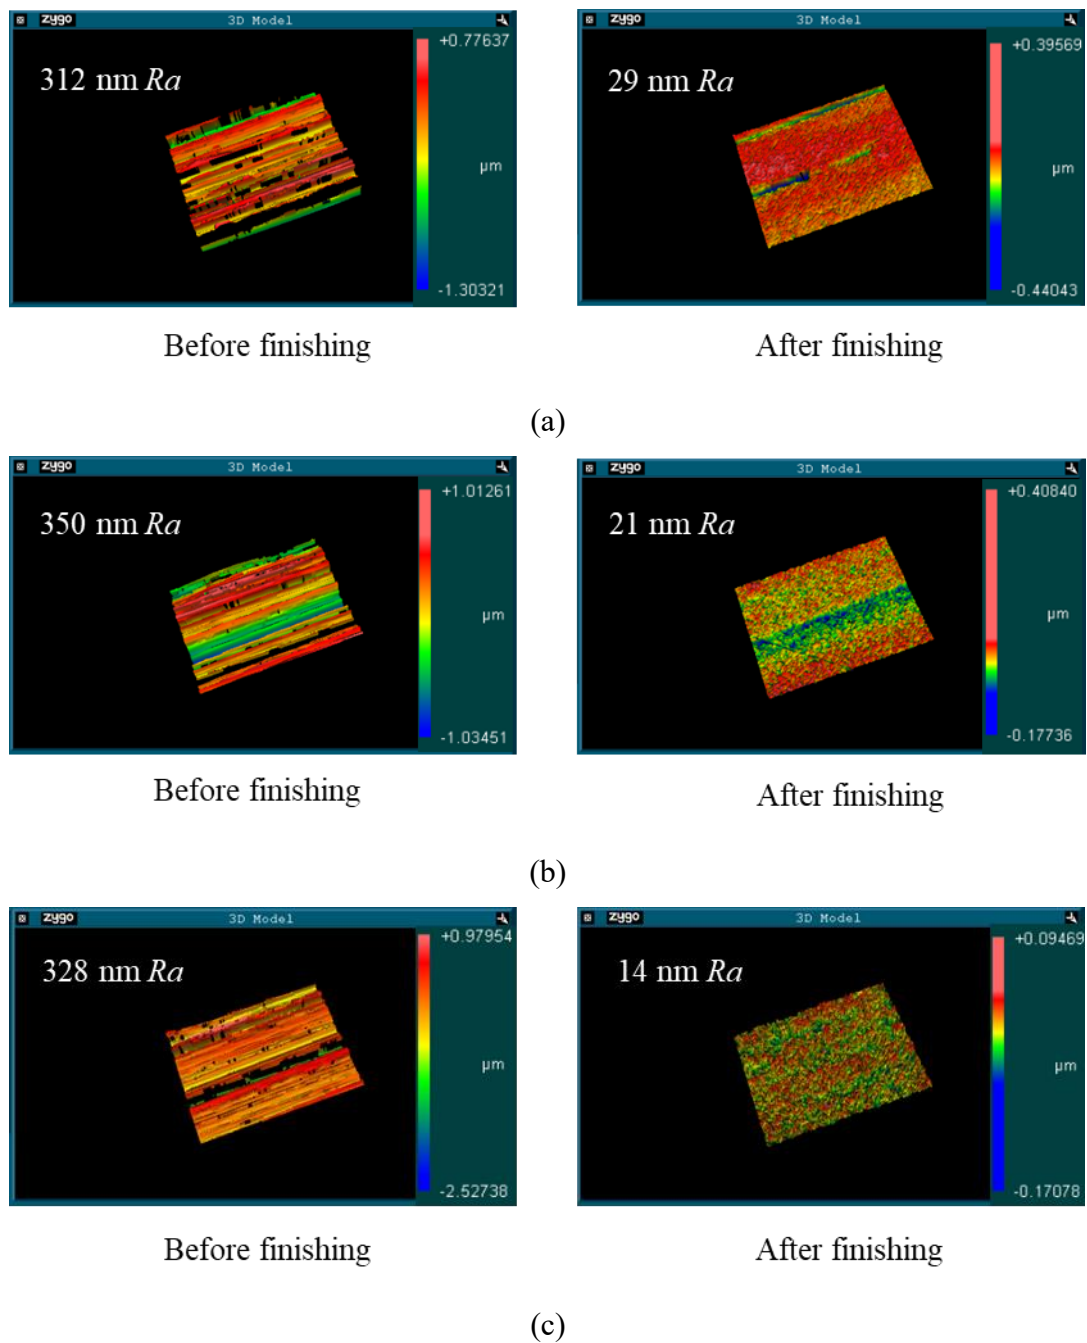 zygo 3D Model
312 nm Ra
+0.77637
µm
-1.30321
Before finishing
zygo 3D Model
29 nm Ra
+0.39569
µm
-0.44043
After finishing
(a)
zygo 3D Model
350 nm Ra
+1.01261
µm
-1.03451
Before finishing
zygo 3D Model
21 nm Ra
+0.40840
µm
-0.17736
After finishing
(b)
zygo 3D Model
328 nm Ra
+0.97954
µm
-2.52738
Before finishing
zygo 3D Model
14 nm Ra
+0.09469
µm
-0.17078
After finishing
(c)